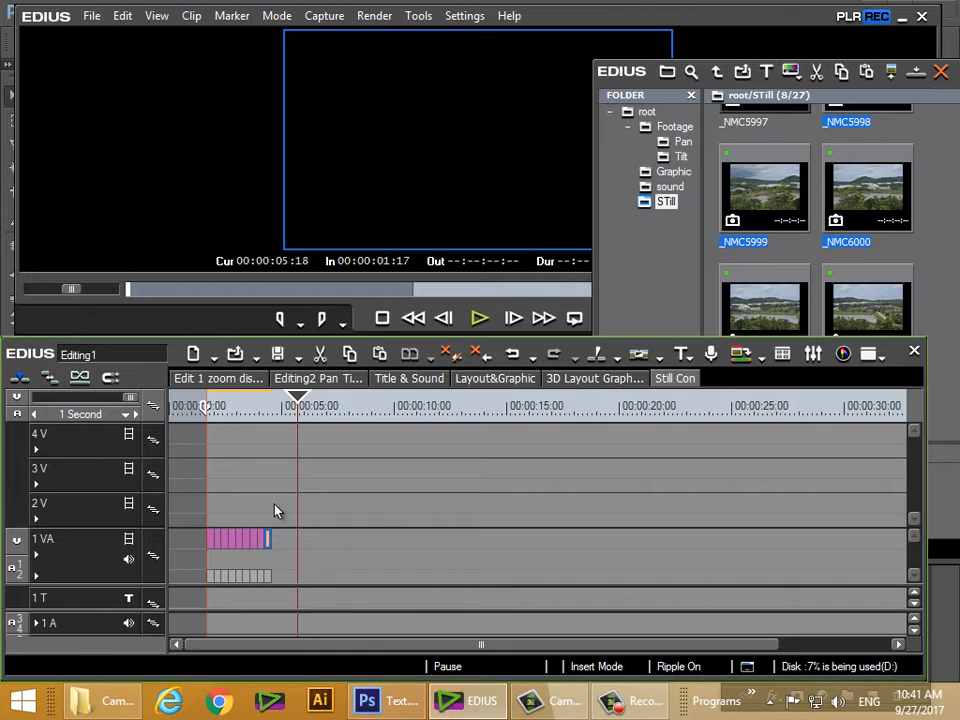 EDIUS File Edit View Clip Marker Mode Capture Render Tools Settings Help PLR REC
Cur 00:00:05:18 In 00:00:01:17 Out --:--:--:-- Dur --:--
EDIUS
FOLDER
root
Footage
Pan
Tilt
Graphic
sound
STill
root/STill (8/27)
_NMC5997 _NMC5998
--:--:--:-- --:--:--:--
_NMC5999 _NMC6000
EDIUS Editing1
Edit 1 zoom dis... Editing2 Pan Ti... Title & Sound Layout&Graphic 3D Layout Graph... Still Con
1 Second
00:00:05:00 00:00:10:00 00:00:15:00 00:00:20:00 00:00:25:00 00:00:30:00
4 V
3 V
2 V
1 VA
A 1 2
1 T
A 3 4 1 A
Pause Insert Mode Ripple On Disk :7% is being used(D:)
Cam... Ai Ps Text... EDIUS Cam... Reco... Programs ENG 10:41 AM
9/27/2017